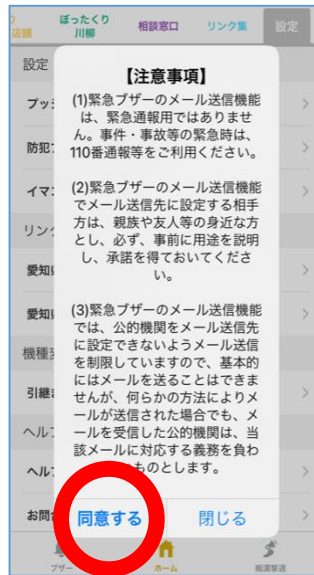 ぼったくり
川柳
相談窓口
リンク集
設定
店舗
設定
【注意事項】
(1)緊急ブザーのメール送信機能
は、緊急通報用ではありませ
ん。事件・事故等の緊急時は、
110番通報等をご利用ください。
(2)緊急ブザーのメール送信機能
でメール送信先に設定する相手
方は、親族や友人等の身近な方
とし、必ず、事前に用途を説明
し、承諾を得ておいてくださ
い。
(3)緊急ブザーのメール送信機能
では、公的機関をメール送信先
に設定できないようメール送信
を制限していますので、基本的
にはメールを送ることはできま
せんが、何らかの方法によりメ
ールが送信された場合でも、メ
ールを受信した公的機関は、当
該メールに対応する義務を負わ
ものとします。
同意する
閉じる
プッ
防犯
イマ
リンク
愛知
愛知
機種
引継
ヘル
ヘル
お問
ブザー
ホーム
痴漢撃退